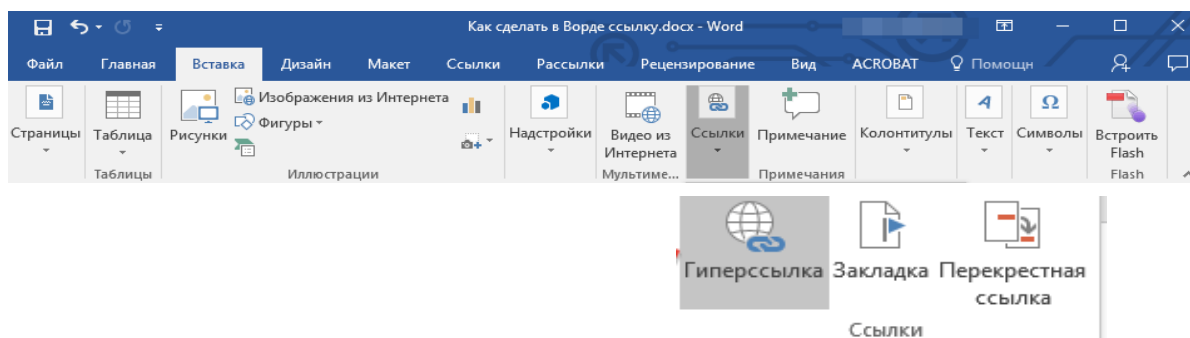 Как сделать в Ворде ссылку.docx - Word
Файл Главная Вставка Дизайн Макет Ссылки Рассылки Рецензирование Вид ACROBAT Помощн
Страницы Таблица Рисунки Изображения из Интернета Фигуры Надстройки Видео из Интернета Ссылки Примечание Колонтитулы Текст Символы Встроить Flash
Таблицы Иллюстрации Мультиме... Примечания Flash
Гиперссылка Закладка Перекрестная
ссылка
Ссылки